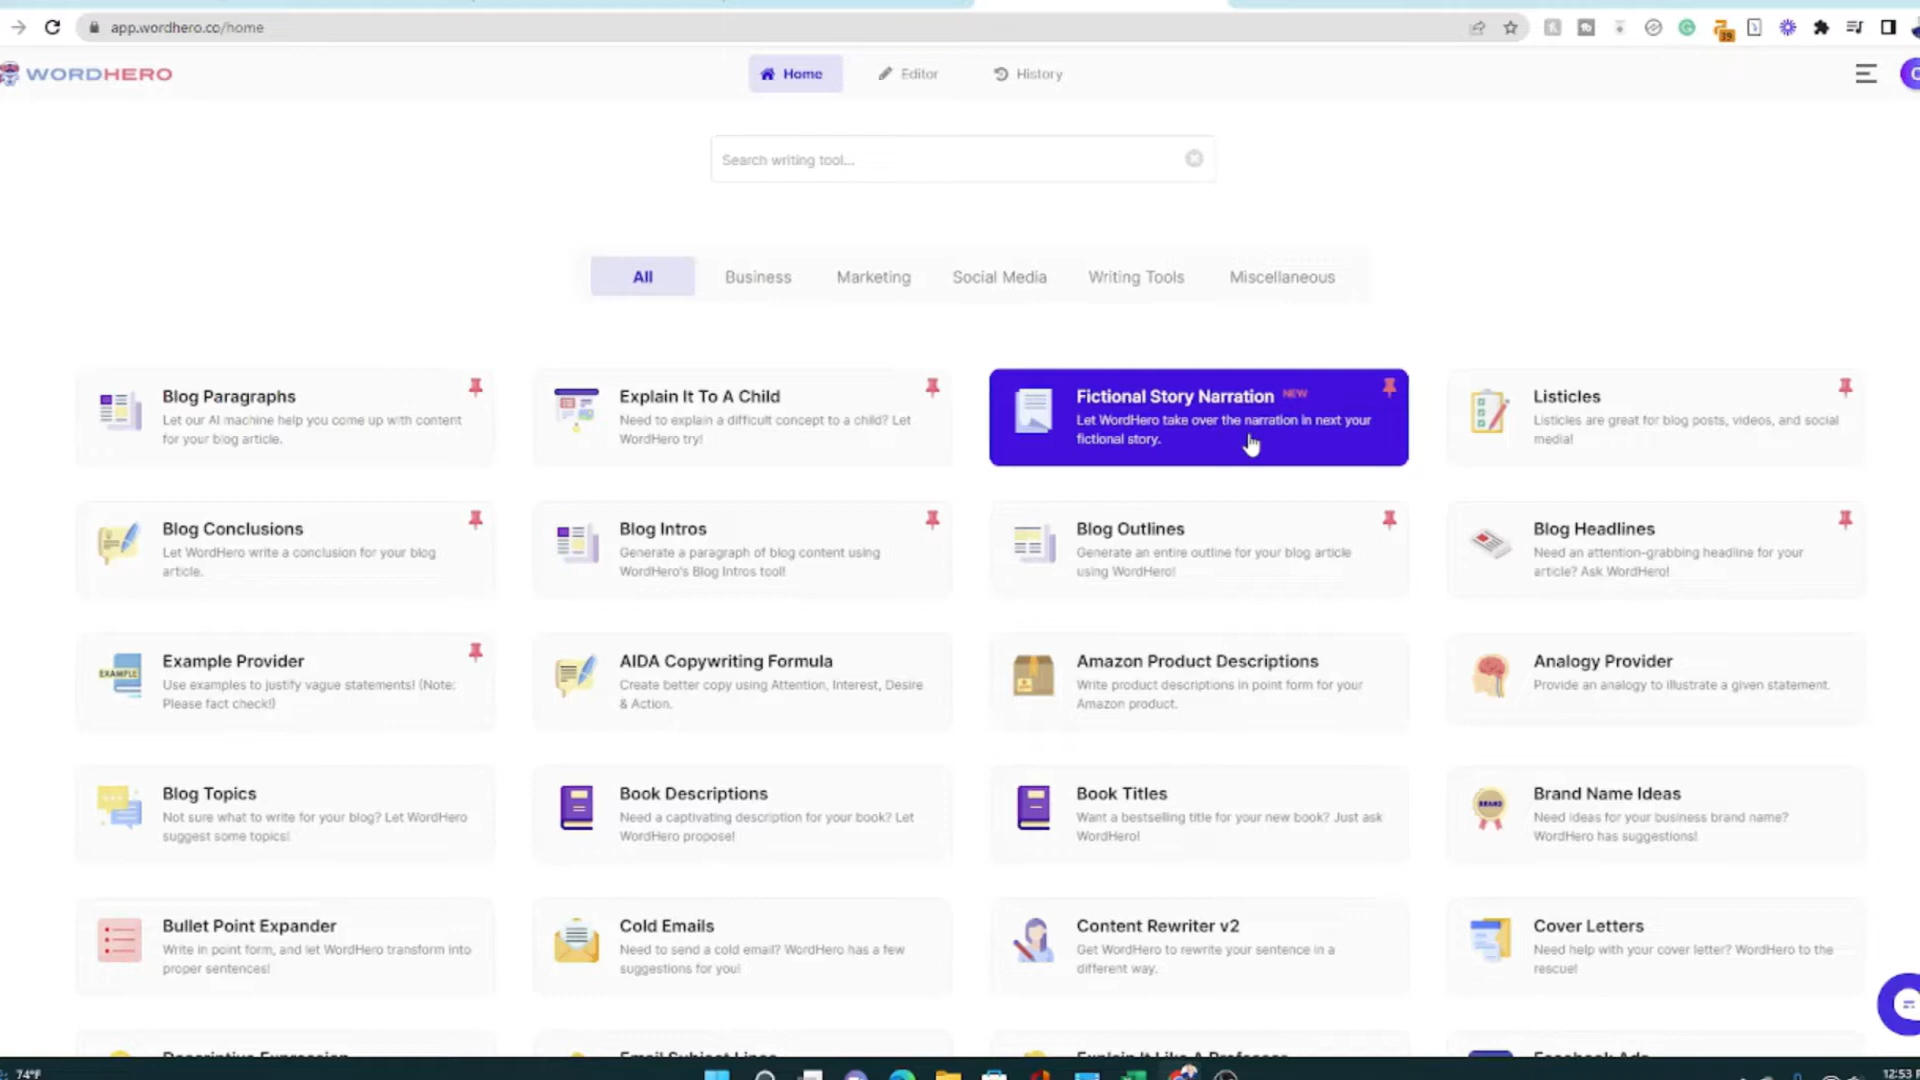 app.wordhero.co/home
39
WORDHERO
Home
Editor
History
Search writing tool...
All
Business
Marketing
Social Media
Writing Tools
Miscellaneous
Blog Paragraphs
Let our AI machine help you come up with content
for your blog article.
Explain It To A Child
Need to explain a difficult concept to a child? Let
WordHero try!
Fictional Story Narration NEW
Let WordHero take over the narration in next your
fictional story.
Listicles
Listicles are great for blog posts, videos, and social
media!
Blog Conclusions
Let WordHero write a conclusion for your blog
article.
Blog Intros
Generate a paragraph of blog content using
WordHero's Blog Intros tool!
Blog Outlines
Generate an entire outline for your blog article
using WordHero!
Blog Headlines
Need an attention-grabbing headline for your
article? Ask WordHero!
EXAMPLE
Example Provider
Use examples to justify vague statements! (Note:
Please fact check!)
AIDA Copywriting Formula
Create better copy using Attention, Interest, Desire
& Action.
Amazon Product Descriptions
Write product descriptions in point form for your
Amazon product.
Analogy Provider
Provide an analogy to illustrate a given statement.
Blog Topics
Not sure what to write for your blog? Let WordHero
suggest some topics!
Book Descriptions
Need a captivating description for your book? Let
WordHero propose!
Book Titles
Want a bestselling title for your new book? Just ask
WordHero!
BRAND
Brand Name Ideas
Need ideas for your business brand name?
WordHero has suggestions!
Bullet Point Expander
Write in point form, and let WordHero transform into
proper sentences!
Cold Emails
Need to send a cold email? WordHero has a few
suggestions for you!
Content Rewriter v2
Get WordHero to rewrite your sentence in a
different way.
Cover Letters
Need help with your cover letter? WordHero to the
rescue!
Descriptive Expression
Email Subject Lines
Explain It Like A Professor
Facebook Ads
74°F
12:53